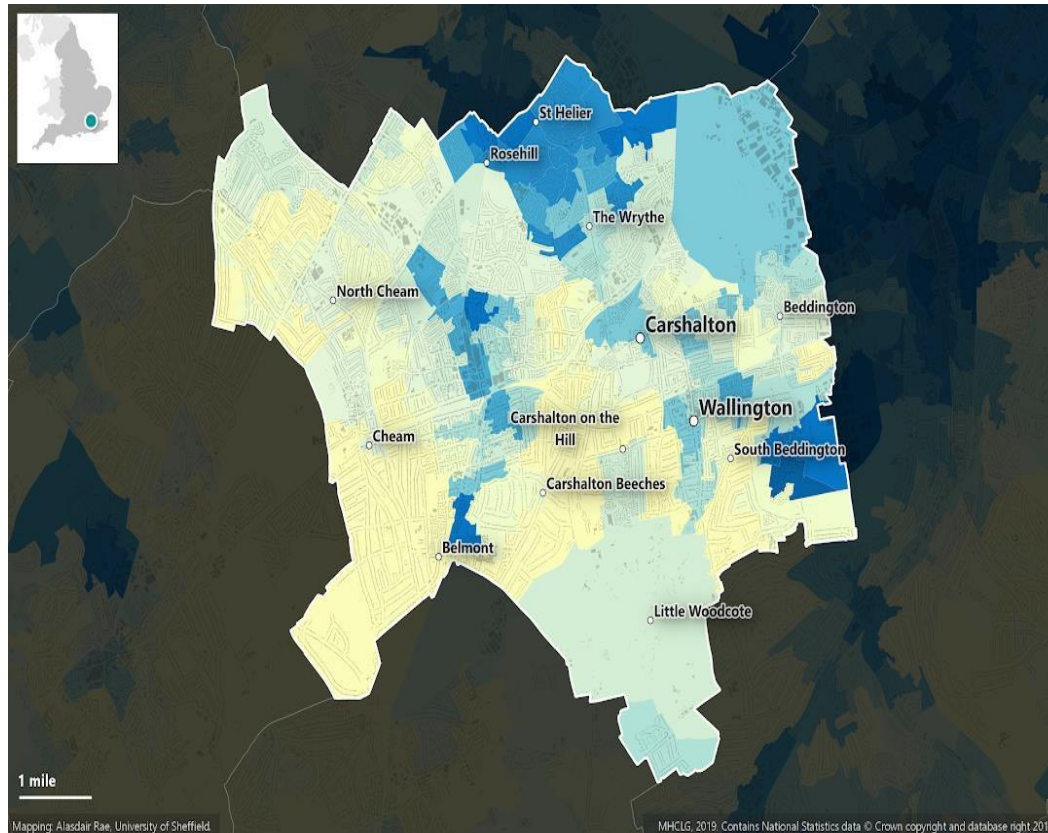 St Helier
Rosehill
The Wrythe
North Cheam
Beddington
Carshalton
Wallington
Carshalton on the
Hill
Cheam
South Beddington
Carshalton Beeches
Belmont
Little Woodcote
1 mile
Mapping: Alasdair Rae, University of Sheffield.
MHCLG, 2019. Contains National Statistics data © Crown copyright and database right 201